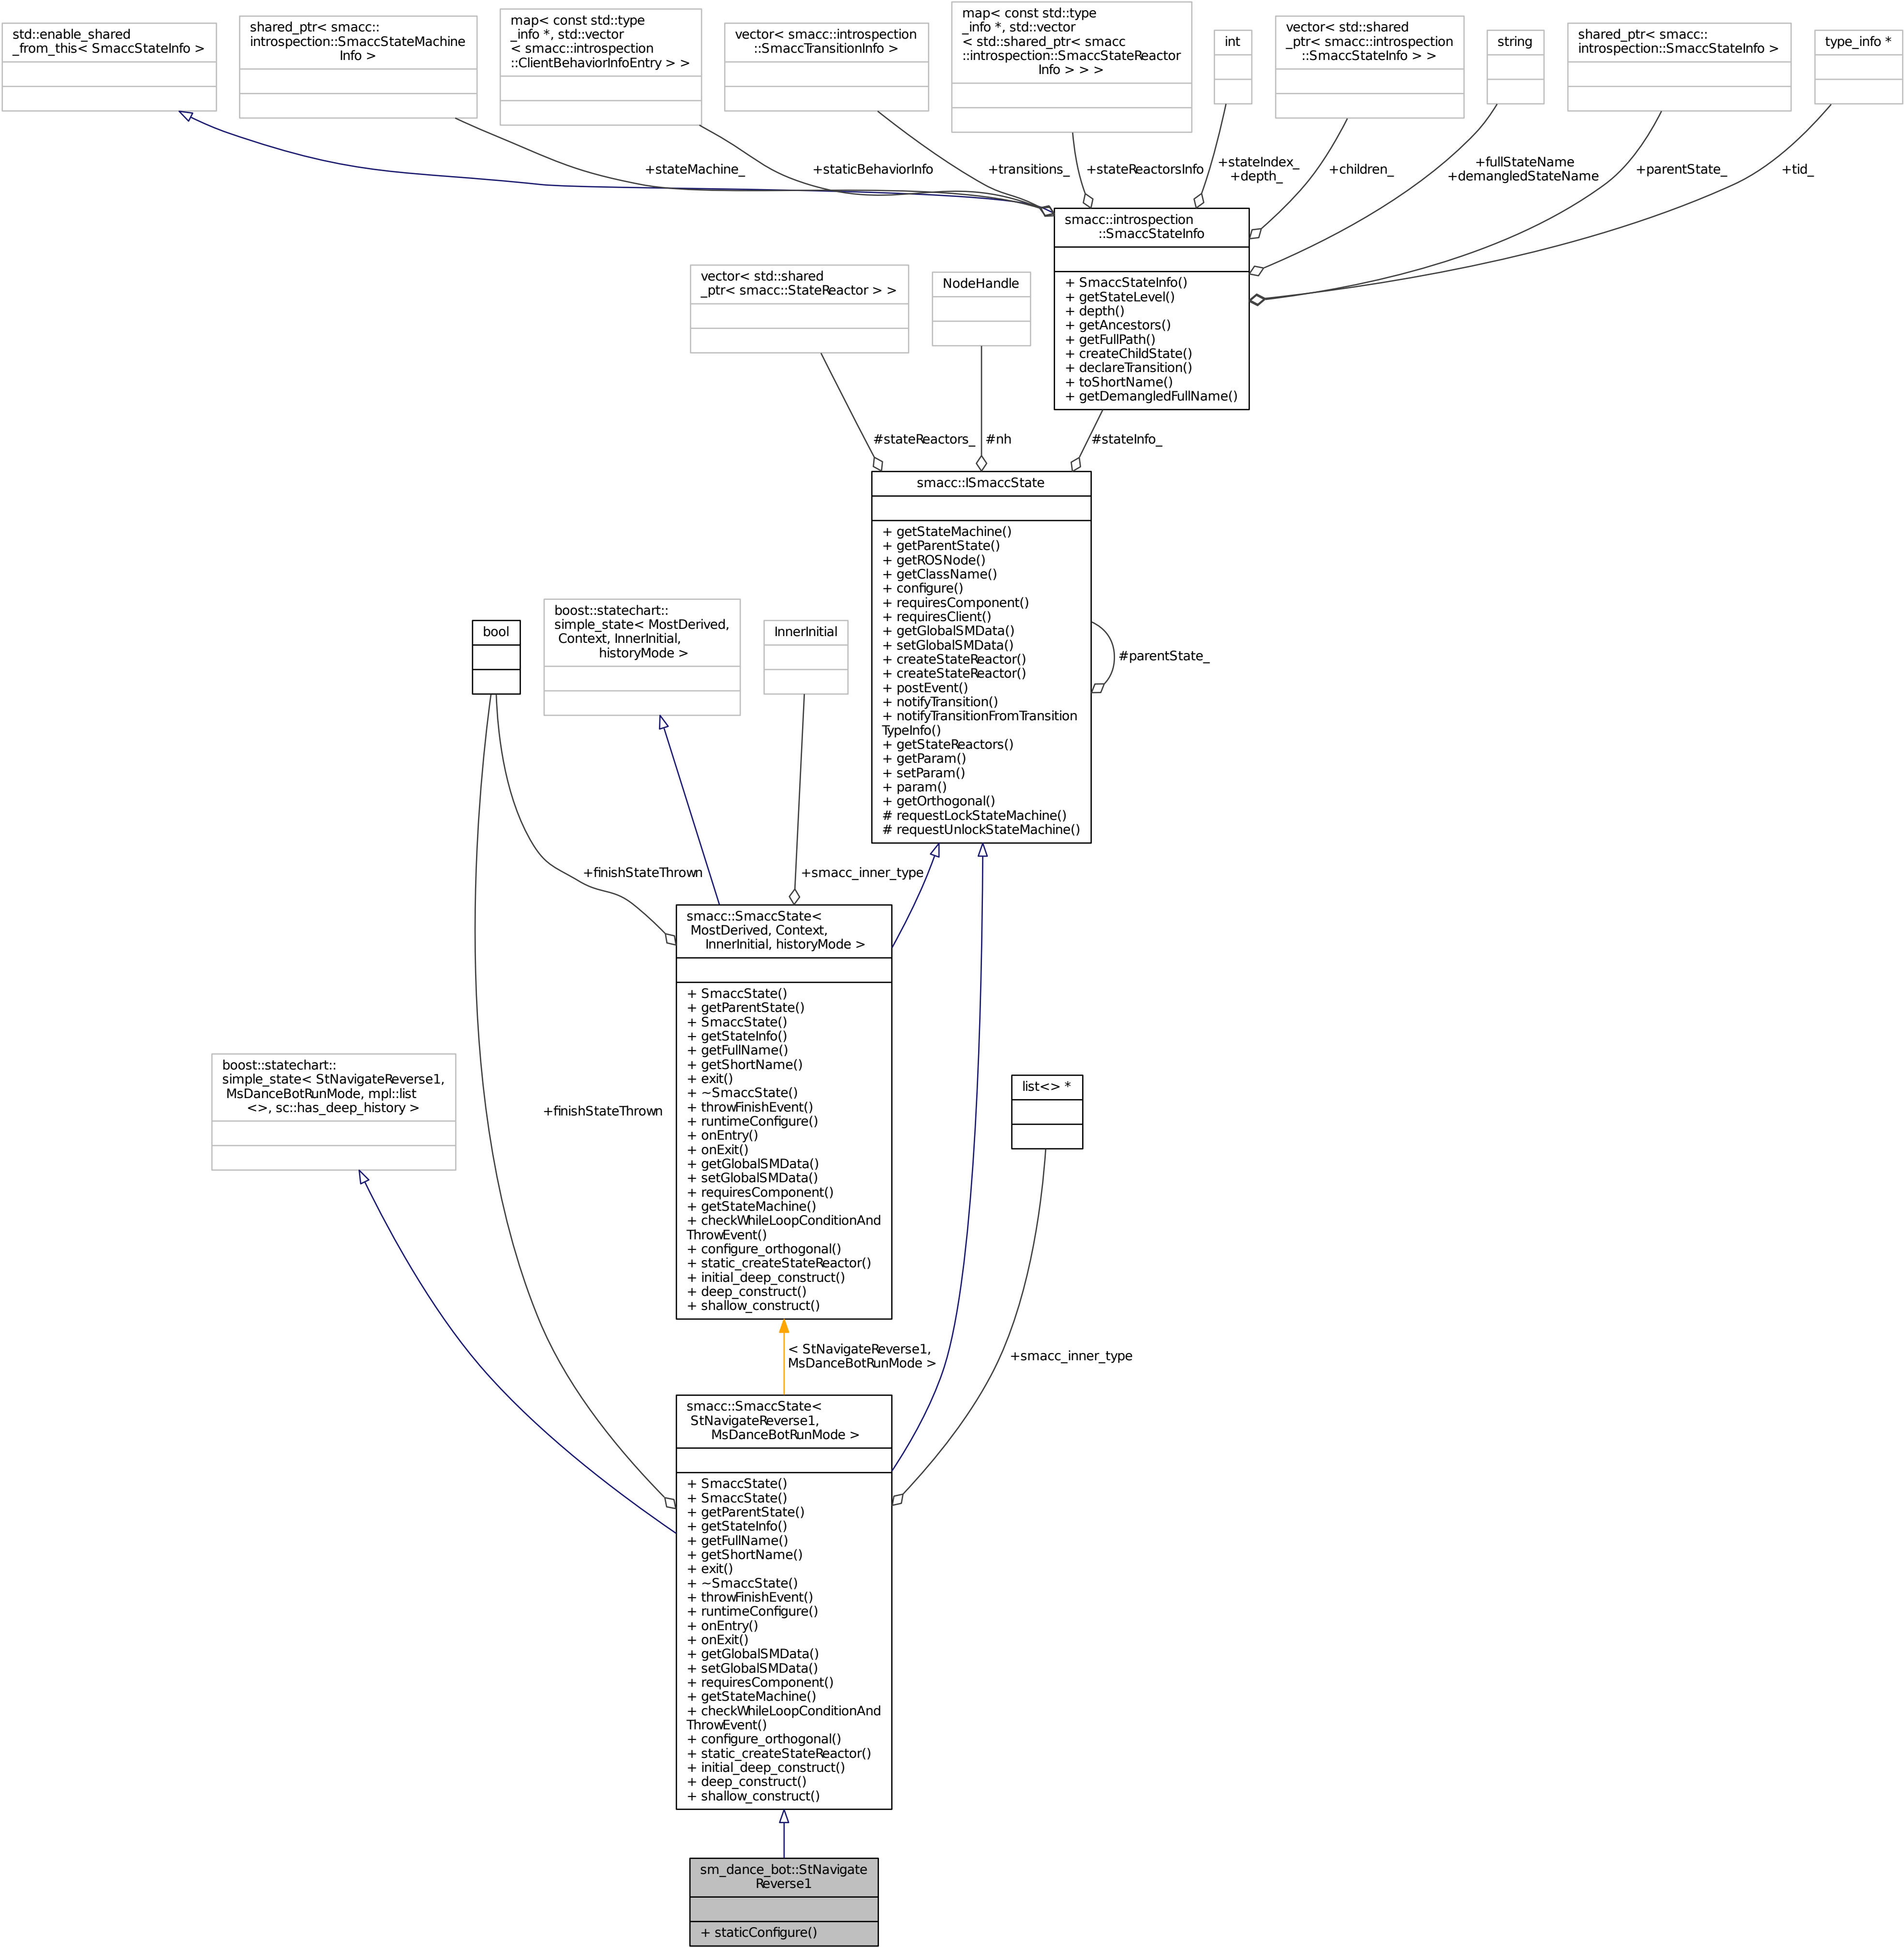 std::enable_shared
_from_this< SmaccStateInfo >
shared_ptr< smacc::
introspection::SmaccStateMachine
Info >
map< const std::type
_info *, std::vector
< smacc::introspection
::ClientBehaviorInfoEntry > >
vector< smacc::introspection
::SmaccTransitionInfo >
map< const std::type
_info *, std::vector
< std::shared_ptr< smacc
::introspection::SmaccStateReactor
Info > > >
int
vector< std::shared
_ptr< smacc::introspection
::SmaccStateInfo > >
string
shared_ptr< smacc::
introspection::SmaccStateInfo >
type_info *
+stateMachine_
+staticBehaviorInfo
+transitions_
+stateReactorsInfo
+stateIndex_
+depth_
+children_
+fullStateName
+demangledStateName
+parentState_
+tid_
smacc::introspection
::SmaccStateInfo
+ SmaccStateInfo()
+ getStateLevel()
+ depth()
+ getAncestors()
+ getFullPath()
+ createChildState()
+ declareTransition()
+ toShortName()
+ getDemangledFullName()
vector< std::shared
_ptr< smacc::StateReactor > >
NodeHandle
#stateReactors_
#nh
#stateInfo_
smacc::ISmaccState
+ getStateMachine()
+ getParentState()
+ getROSNode()
+ getClassName()
+ configure()
+ requiresComponent()
+ requiresClient()
+ getGlobalSMData()
+ setGlobalSMData()
+ createStateReactor()
+ createStateReactor()
+ postEvent()
+ notifyTransition()
+ notifyTransitionFromTransition
TypeInfo()
+ getStateReactors()
+ getParam()
+ setParam()
+ param()
+ getOrthogonal()
# requestLockStateMachine()
# requestUnlockStateMachine()
#parentState_
bool
boost::statechart::
simple_state< MostDerived,
Context, InnerInitial,
historyMode >
InnerInitial
+finishStateThrown
+smacc_inner_type
smacc::SmaccState<
MostDerived, Context,
InnerInitial, historyMode >
+ SmaccState()
+ getParentState()
+ SmaccState()
+ getStateInfo()
+ getFullName()
+ getShortName()
+ exit()
+ ~SmaccState()
+ throwFinishEvent()
+ runtimeConfigure()
+ onEntry()
+ onExit()
+ getGlobalSMData()
+ setGlobalSMData()
+ requiresComponent()
+ getStateMachine()
+ checkWhileLoopConditionAnd
ThrowEvent()
+ configure_orthogonal()
+ static_createStateReactor()
+ initial_deep_construct()
+ deep_construct()
+ shallow_construct()
boost::statechart::
simple_state< StNavigateReverse1,
MsDanceBotRunMode, mpl::list
<>, sc::has_deep_history >
+finishStateThrown
list<> *
< StNavigateReverse1,
MsDanceBotRunMode >
+smacc_inner_type
smacc::SmaccState<
StNavigateReverse1,
MsDanceBotRunMode >
+ SmaccState()
+ SmaccState()
+ getParentState()
+ getStateInfo()
+ getFullName()
+ getShortName()
+ exit()
+ ~SmaccState()
+ throwFinishEvent()
+ runtimeConfigure()
+ onEntry()
+ onExit()
+ getGlobalSMData()
+ setGlobalSMData()
+ requiresComponent()
+ getStateMachine()
+ checkWhileLoopConditionAnd
ThrowEvent()
+ configure_orthogonal()
+ static_createStateReactor()
+ initial_deep_construct()
+ deep_construct()
+ shallow_construct()
sm_dance_bot::StNavigate
Reverse1
+ staticConfigure()